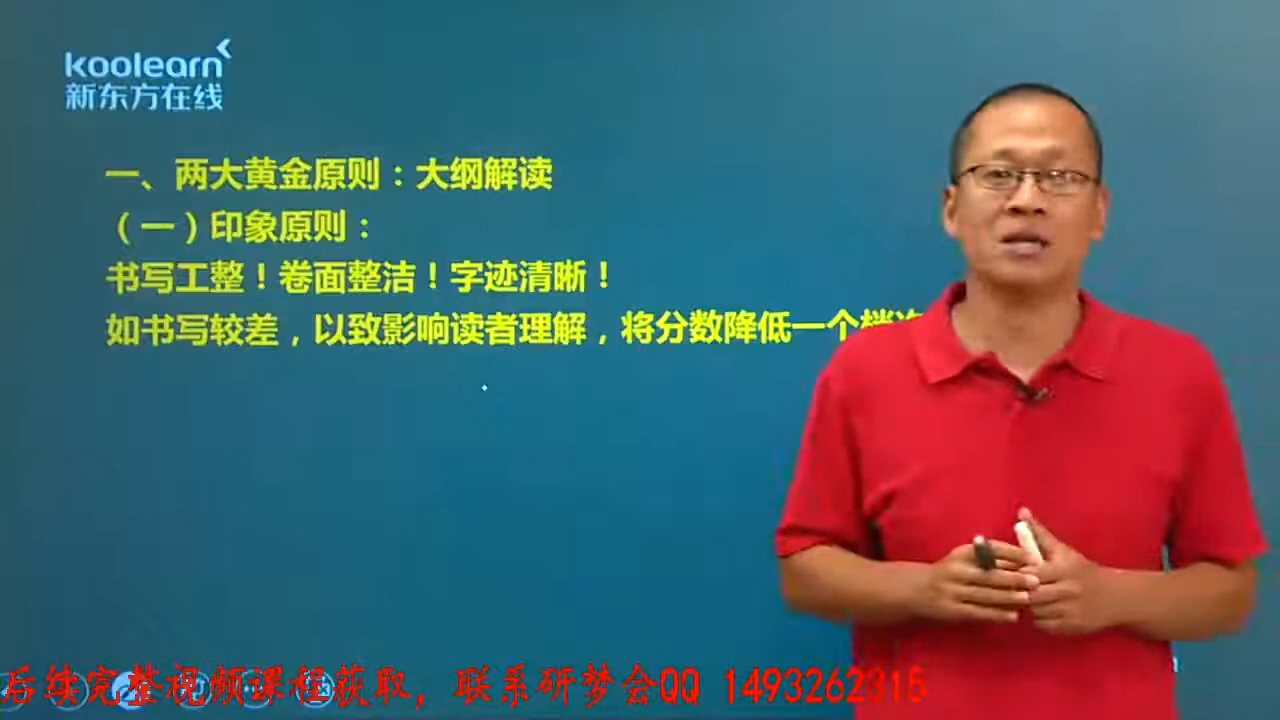 koolearn
新东方在线
一、两大黄金原则：大纲解读
（一）印象原则：
书写工整！卷面整洁！字迹清晰！
如书写较差，以致影响读者理解，将分数降低一个档次
后续完整视频课程获取，联系研梦会QQ 1493262315